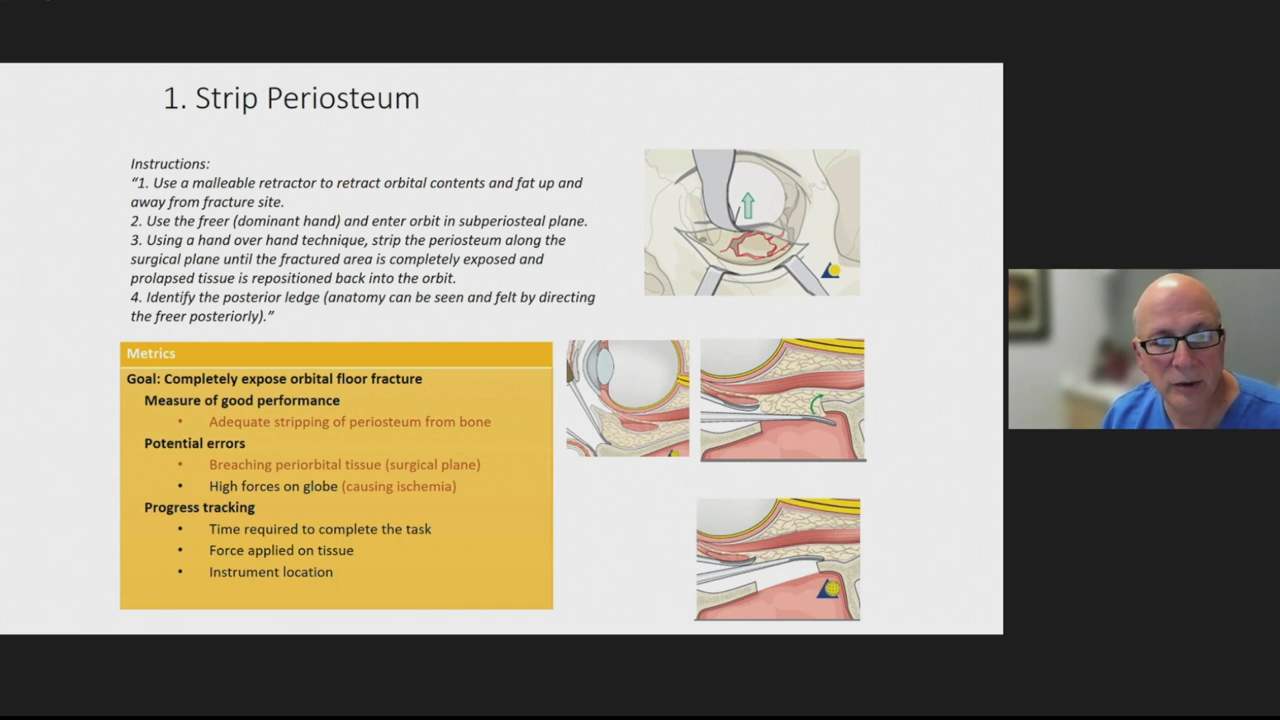 1. Strip Periosteum
Instructions:
“1. Use a malleable retractor to retract orbital contents and fat up and
away from fracture site.
2. Use the freer (dominant hand) and enter orbit in subperiosteal plane.
3. Using a hand over hand technique, strip the periosteum along the
surgical plane until the fractured area is completely exposed and
prolapsed tissue is repositioned back into the orbit.
4. Identify the posterior ledge (anatomy can be seen and felt by directing
the freer posteriorly).”
Metrics
Goal: Completely expose orbital floor fracture
Measure of good performance
• Adequate stripping of periosteum from bone
Potential errors
• Breaching periorbital tissue (surgical plane)
• High forces on globe (causing ischemia)
Progress tracking
• Time required to complete the task
• Force applied on tissue
• Instrument location